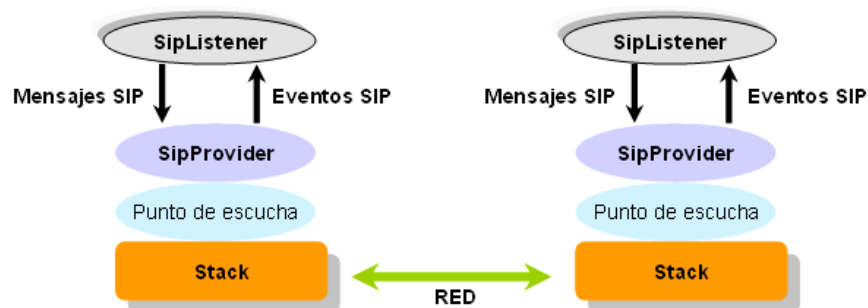 SipListener
SipListener
Mensajes SIP
Eventos SIP
Mensajes SIP
Eventos SIP
SipProvider
SipProvider
Punto de escucha
Punto de escucha
Stack
Stack
RED